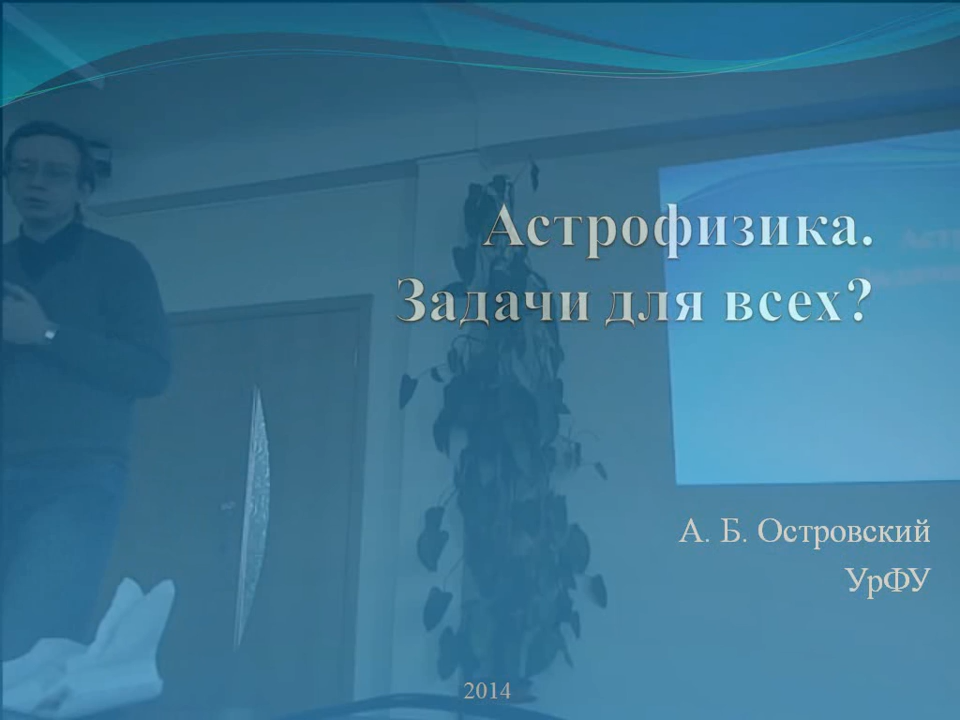 Астрофизика.
Задачи для всех?
А. Б. Островский
УрФУ
2014